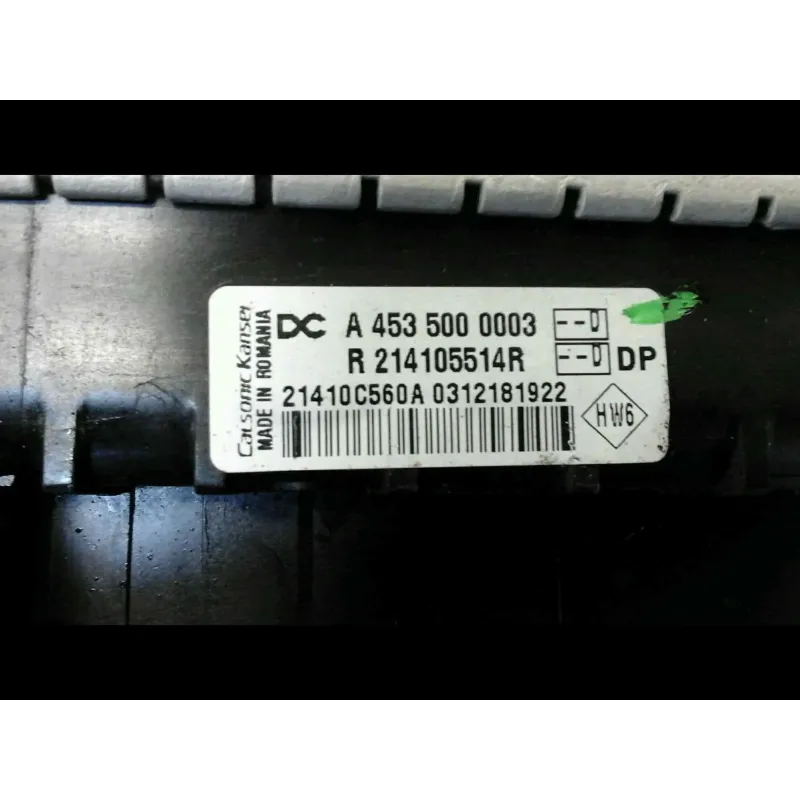 Calsonic Kansei
MADE IN ROMANIA
DC A 453 500 0003 --D
R 214105514R --D DP
21410C560A 0312181922
HW6